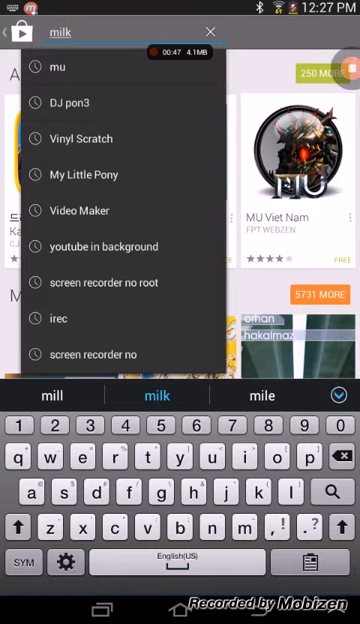 12:27 PM
milk
00:47 4.1MB
mu
250 MORE
DJ pon3
Vinyl Scratch
My Little Pony
MU
Video Maker
MU Viet Nam
FPT WEBZEN
youtube in background
FREE
screen recorder no root
5731 MORE
irec
orhan
hakalmaz
screen recorder no
mill milk mile
1 2 3 4 5 6 7 8 9 0
q w e r t y u i o p
a s d f g h j k l
z x c v b n m , ! . ?
SYM English(US)
Recorded by Mobizen